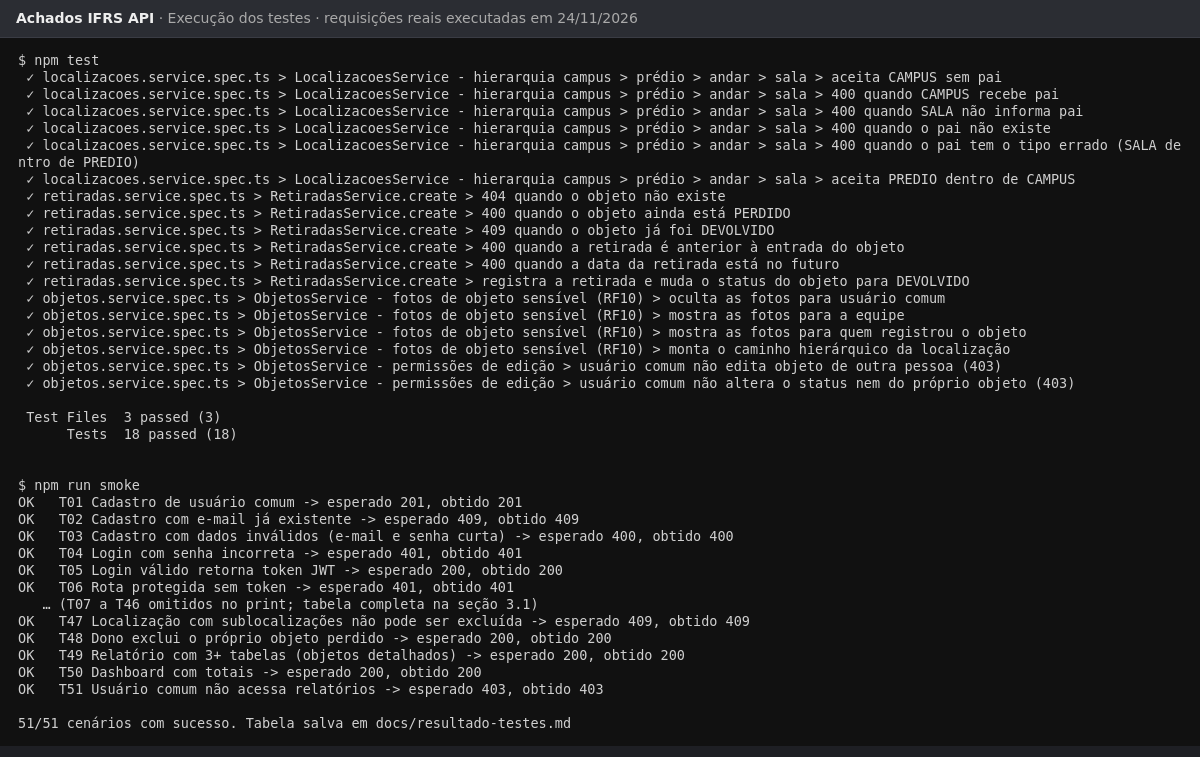 Achados IFRS API · Execução dos testes · requisições reais executadas em 24/11/2026
$ npm test
✓ localizacoes.service.spec.ts > LocalizacoesService - hierarquia campus > prédio > andar > sala > aceita CAMPUS sem pai
✓ localizacoes.service.spec.ts > LocalizacoesService - hierarquia campus > prédio > andar > sala > 400 quando CAMPUS recebe pai
✓ localizacoes.service.spec.ts > LocalizacoesService - hierarquia campus > prédio > andar > sala > 400 quando SALA não informa pai
✓ localizacoes.service.spec.ts > LocalizacoesService - hierarquia campus > prédio > andar > sala > 400 quando o pai não existe
✓ localizacoes.service.spec.ts > LocalizacoesService - hierarquia campus > prédio > andar > sala > 400 quando o pai tem o tipo errado (SALA de
ntro de PREDIO)
✓ localizacoes.service.spec.ts > LocalizacoesService - hierarquia campus > prédio > andar > sala > aceita PREDIO dentro de CAMPUS
✓ retiradas.service.spec.ts > RetiradasService.create > 404 quando o objeto não existe
✓ retiradas.service.spec.ts > RetiradasService.create > 400 quando o objeto ainda está PERDIDO
✓ retiradas.service.spec.ts > RetiradasService.create > 409 quando o objeto já foi DEVOLVIDO
✓ retiradas.service.spec.ts > RetiradasService.create > 400 quando a retirada é anterior à entrada do objeto
✓ retiradas.service.spec.ts > RetiradasService.create > 400 quando a data da retirada está no futuro
✓ retiradas.service.spec.ts > RetiradasService.create > registra a retirada e muda o status do objeto para DEVOLVIDO
✓ objetos.service.spec.ts > ObjetosService - fotos de objeto sensível (RF10) > oculta as fotos para usuário comum
✓ objetos.service.spec.ts > ObjetosService - fotos de objeto sensível (RF10) > mostra as fotos para a equipe
✓ objetos.service.spec.ts > ObjetosService - fotos de objeto sensível (RF10) > mostra as fotos para quem registrou o objeto
✓ objetos.service.spec.ts > ObjetosService - fotos de objeto sensível (RF10) > monta o caminho hierárquico da localização
✓ objetos.service.spec.ts > ObjetosService - permissões de edição > usuário comum não edita objeto de outra pessoa (403)
✓ objetos.service.spec.ts > ObjetosService - permissões de edição > usuário comum não altera o status nem do próprio objeto (403)
Test Files  3 passed (3)
Tests  18 passed (18)
$ npm run smoke
OK   T01 Cadastro de usuário comum -> esperado 201, obtido 201
OK   T02 Cadastro com e-mail já existente -> esperado 409, obtido 409
OK   T03 Cadastro com dados inválidos (e-mail e senha curta) -> esperado 400, obtido 400
OK   T04 Login com senha incorreta -> esperado 401, obtido 401
OK   T05 Login válido retorna token JWT -> esperado 200, obtido 200
OK   T06 Rota protegida sem token -> esperado 401, obtido 401
… (T07 a T46 omitidos no print; tabela completa na seção 3.1)
OK   T47 Localização com sublocalizações não pode ser excluída -> esperado 409, obtido 409
OK   T48 Dono exclui o próprio objeto perdido -> esperado 200, obtido 200
OK   T49 Relatório com 3+ tabelas (objetos detalhados) -> esperado 200, obtido 200
OK   T50 Dashboard com totais -> esperado 200, obtido 200
OK   T51 Usuário comum não acessa relatórios -> esperado 403, obtido 403
51/51 cenários com sucesso. Tabela salva em docs/resultado-testes.md